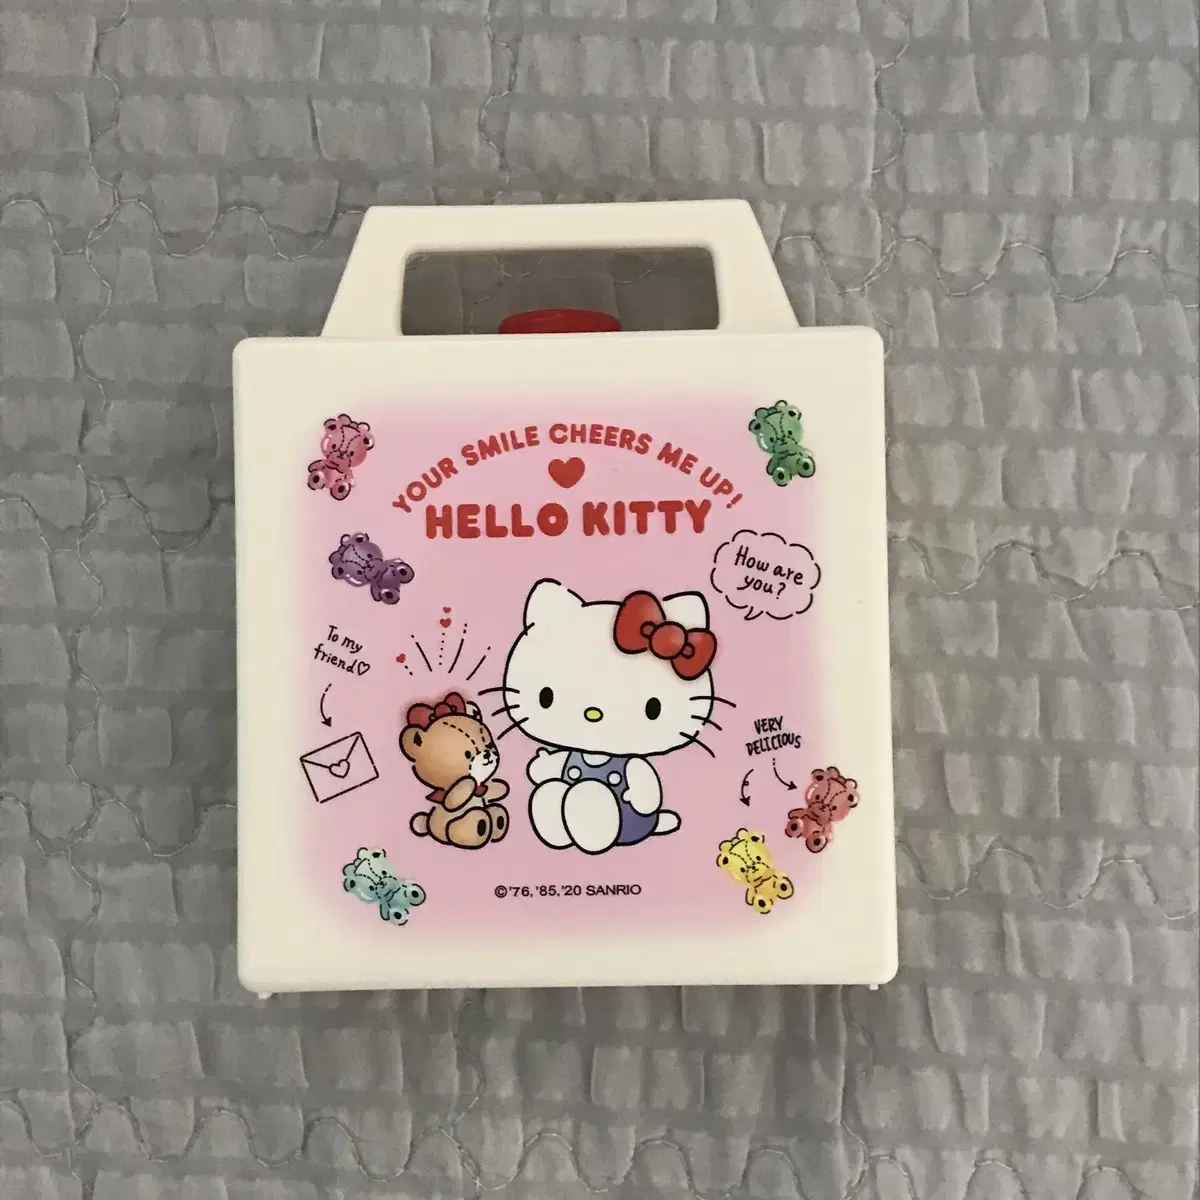 YOUR SMILE CHEERS ME UP!
HELLO KITTY
How are
you?
To my
friend♡
VERY
DELICIOUS
©'76,'85,'20 SANRIO